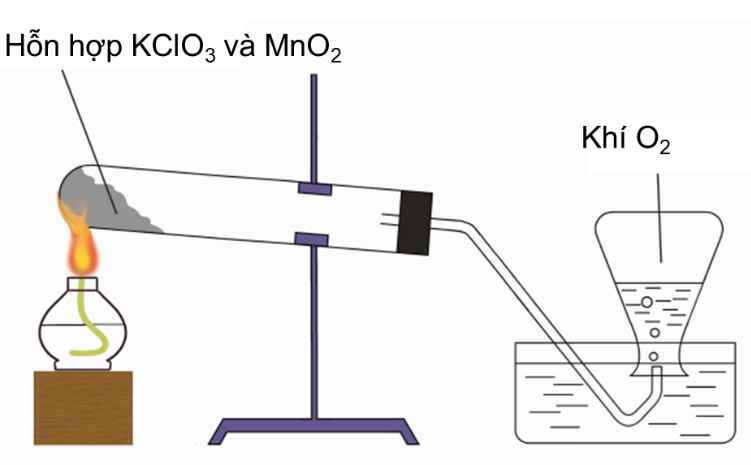 Hỗn hợp KClO₃ và MnO₂
Khí O₂